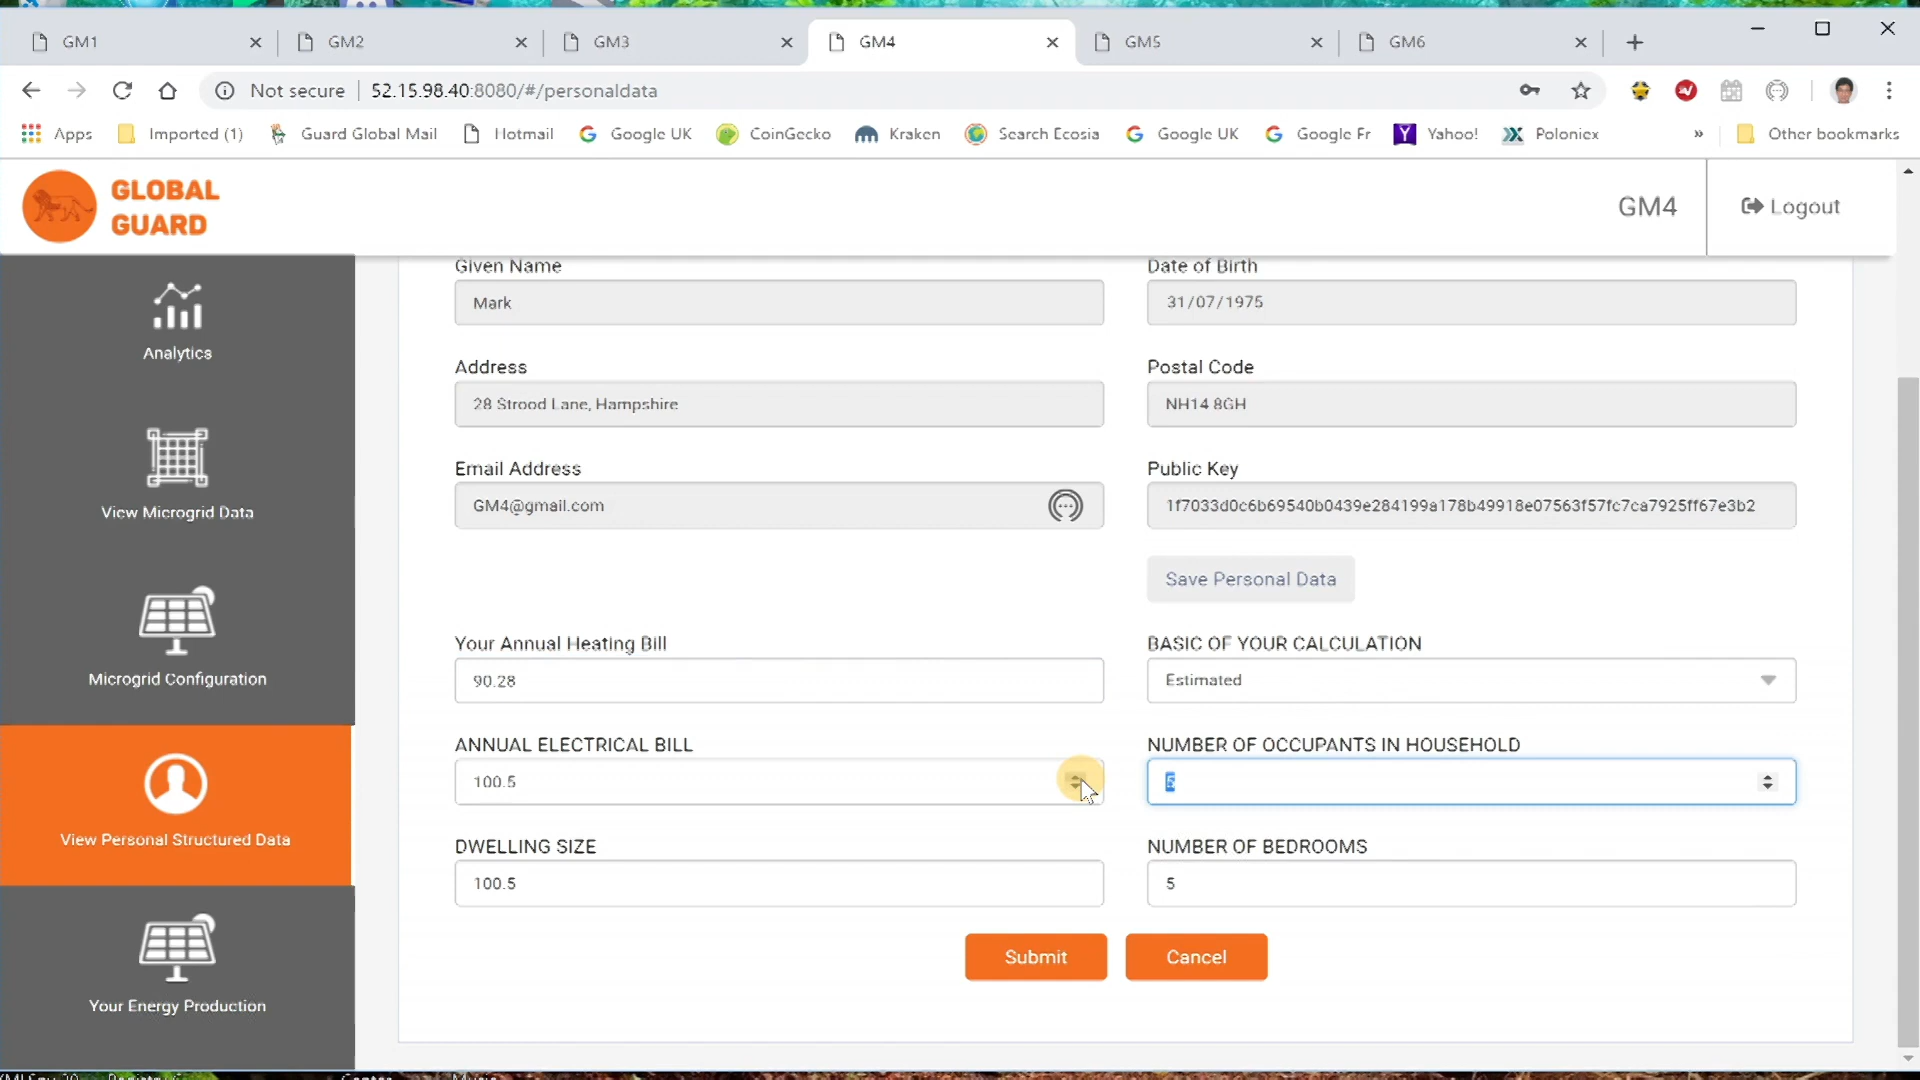 GM1
GM2
GM3
GM4
GM5
GM6
Not secure
52.15.98.40:8080/#/personaldata
Apps
Imported (1)
Guard Global Mail
Hotmail
Google UK
CoinGecko
Kraken
Search Ecosia
Google UK
Google Fr
Yahoo!
Poloniex
»
Other bookmarks
GLOBAL
GUARD
GM4
Logout
Analytics
View Microgrid Data
Microgrid Configuration
View Personal Structured Data
Your Energy Production
Given Name
Date of Birth
Mark
31/07/1975
Address
Postal Code
28 Strood Lane, Hampshire
NH14 8GH
Email Address
Public Key
GM4@gmail.com
1f7033d0c6b69540b0439e284199a178b49918e07563f57fc7ca7925ff67e3b2
Save Personal Data
Your Annual Heating Bill
BASIC OF YOUR CALCULATION
90.28
Estimated
ANNUAL ELECTRICAL BILL
NUMBER OF OCCUPANTS IN HOUSEHOLD
100.5
5
DWELLING SIZE
NUMBER OF BEDROOMS
100.5
5
Submit
Cancel